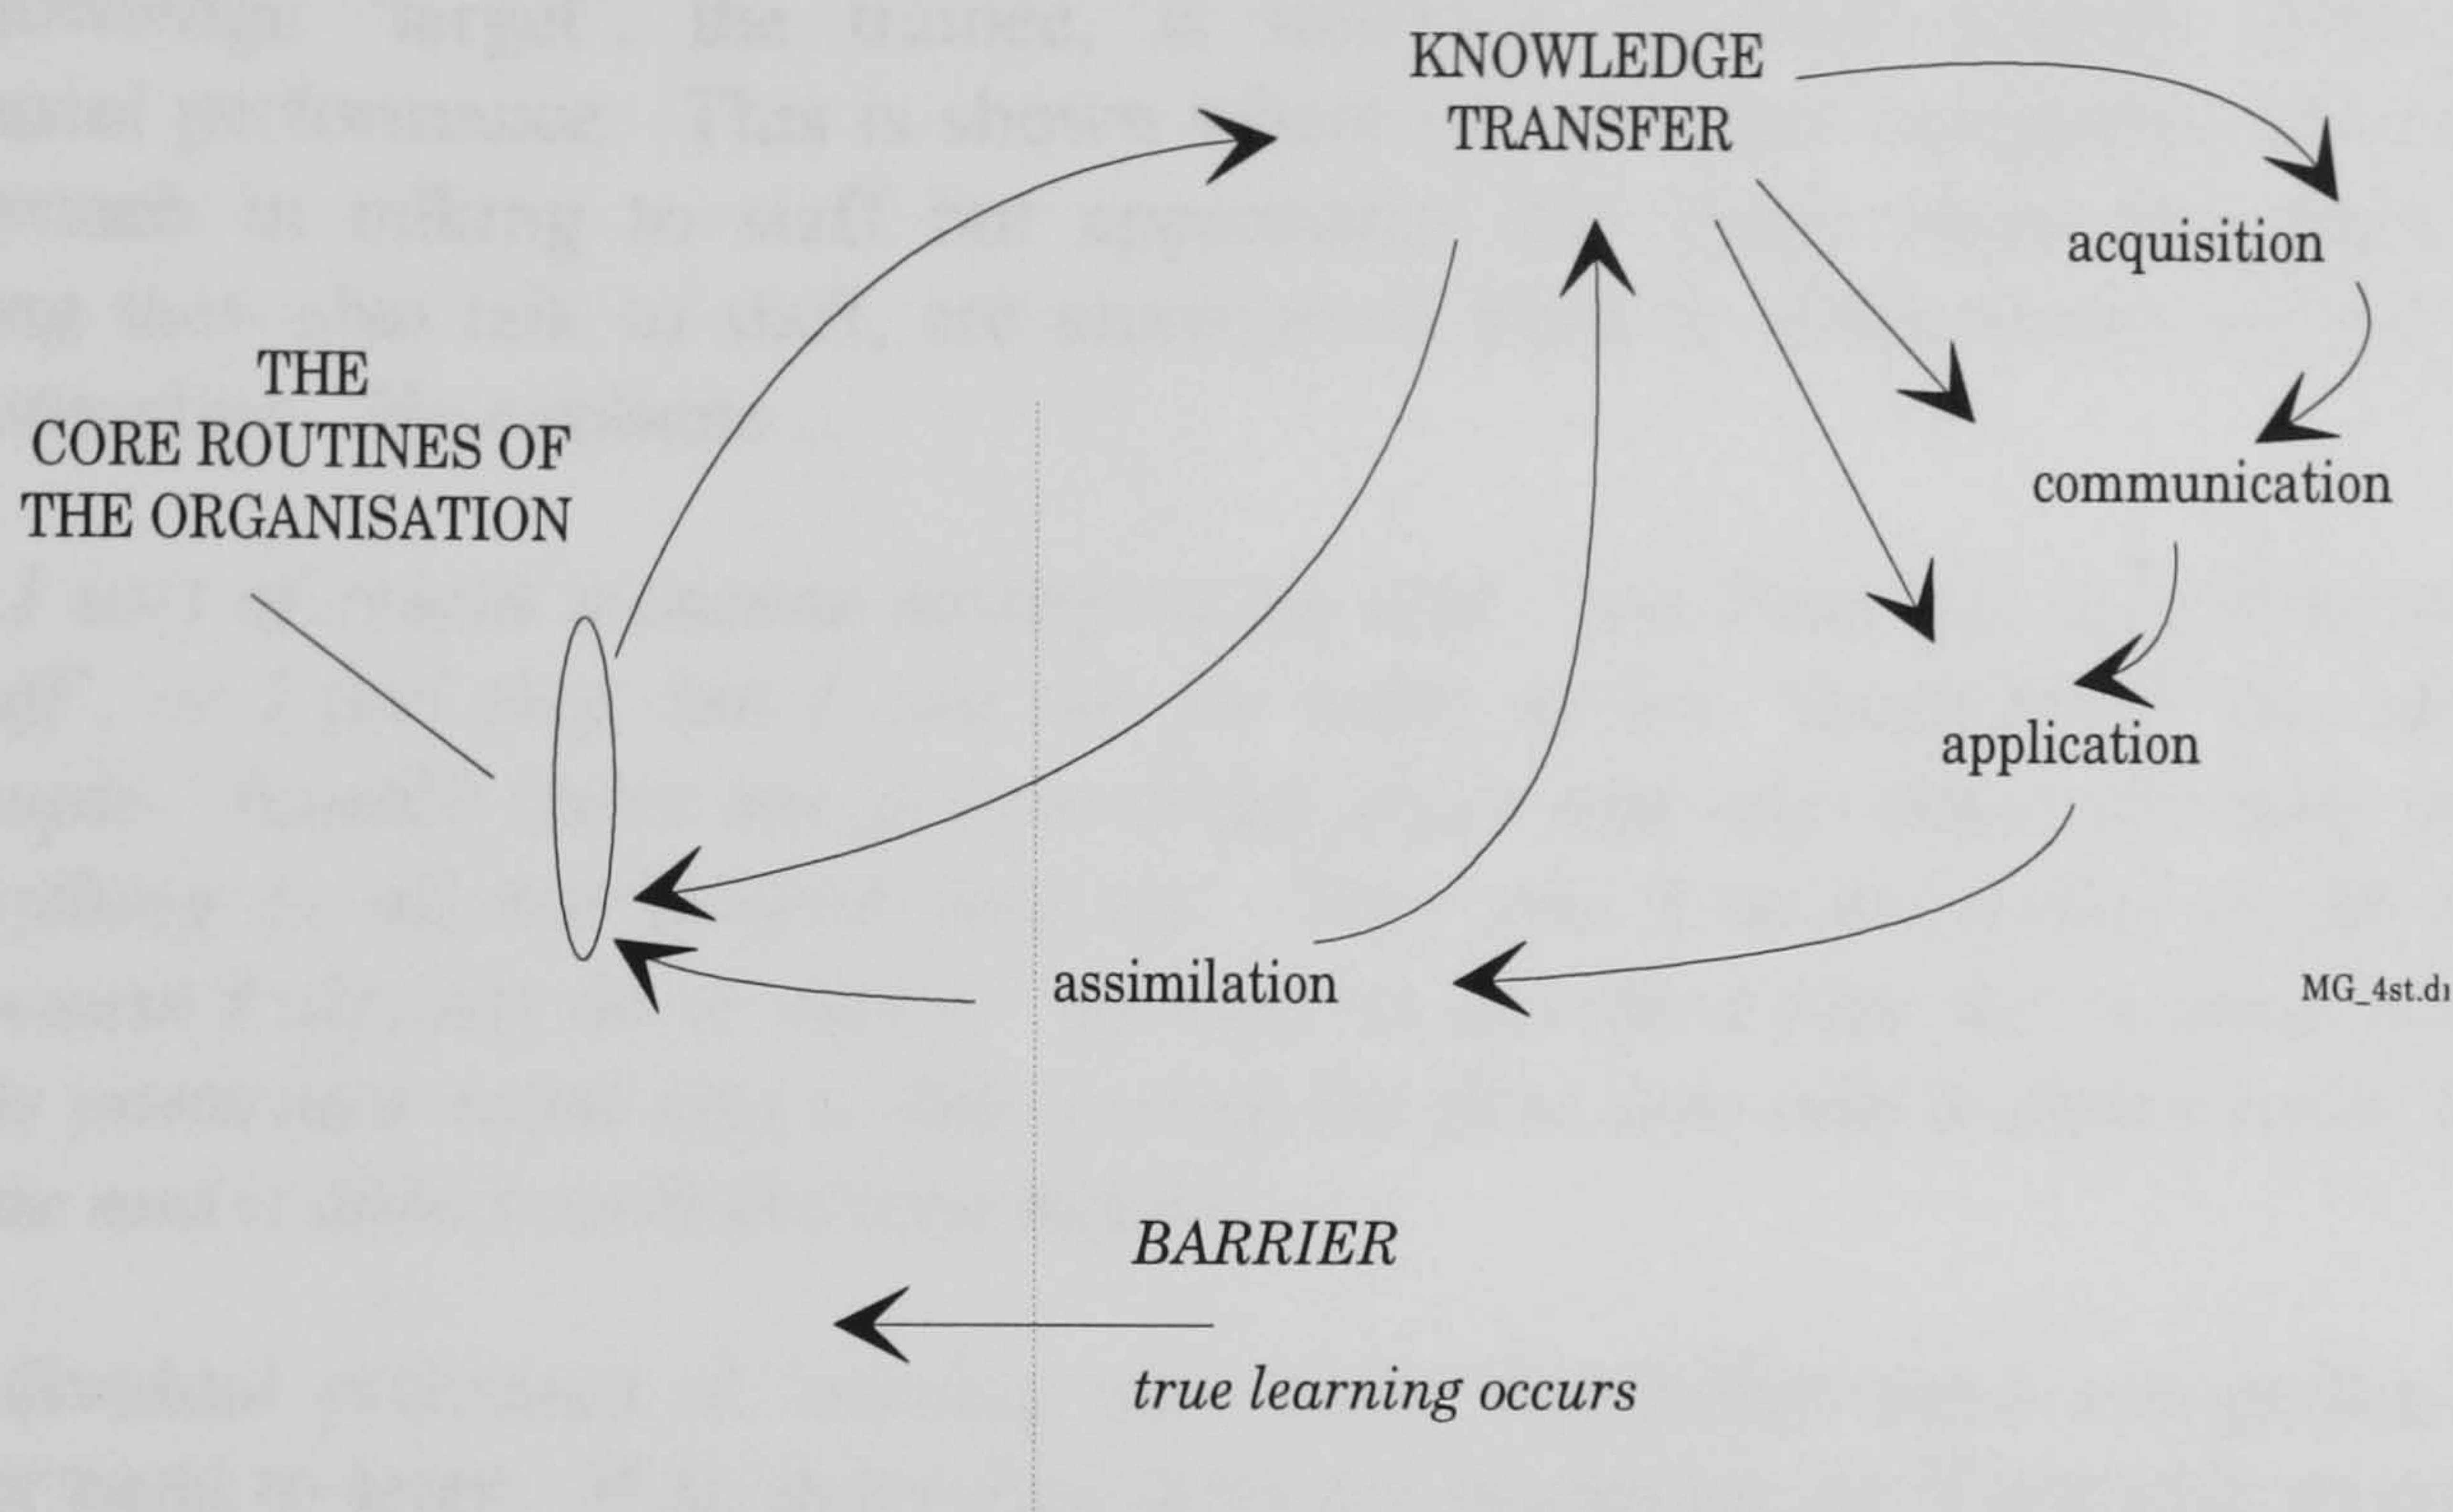 KNOWLEDGE
TRANSFER
acquisition
THE
CORE ROUTINES OF
THE ORGANISATION
communication
application
assimilation
BARRIER
true learning occurs